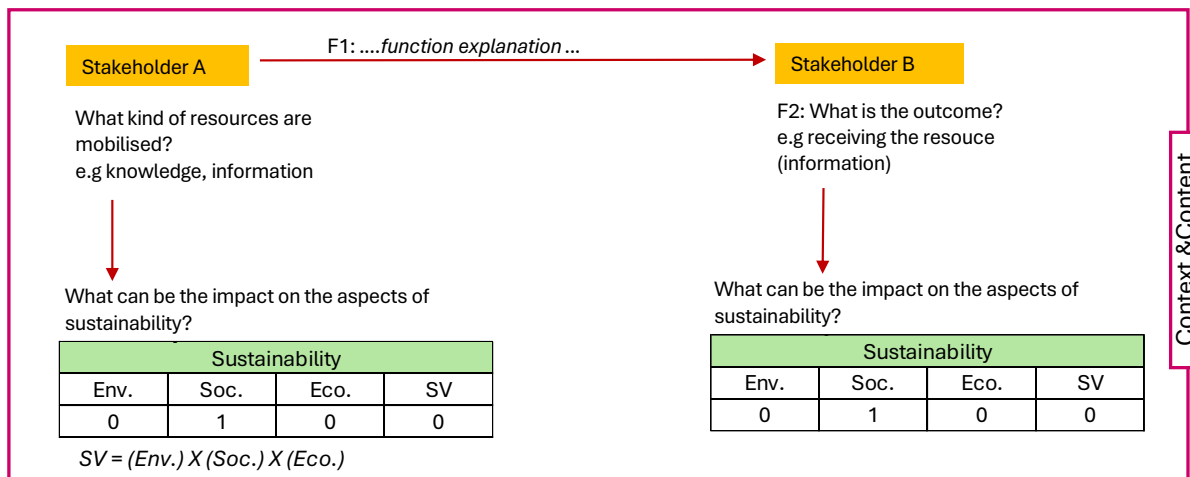 F1: ....function explanation ...
Stakeholder A
Stakeholder B
What kind of resources are
mobilised?
e.g knowledge, information
F2: What is the outcome?
e.g receiving the resouce
(information)
Context &Content
What can be the impact on the aspects of
sustainability?
Sustainability
Env. Soc. Eco. SV
0 1 0 0
SV = (Env.) X (Soc.) X (Eco.)
What can be the impact on the aspects of
sustainability?
Sustainability
Env. Soc. Eco. SV
0 1 0 0